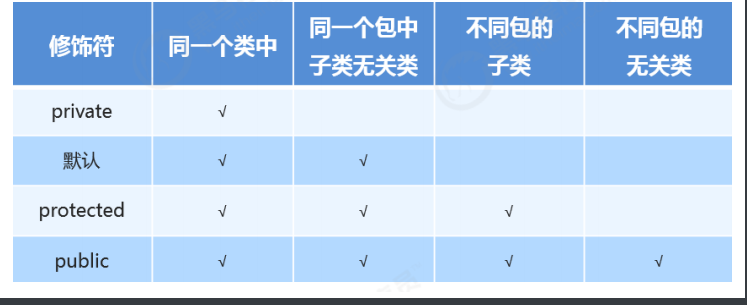 修饰符 同一个类中 同一个包中 不同包的 不同包的
子类无关类 子类 无关类
private √
默认 √ √
protected √ √ √
public √ √ √ √